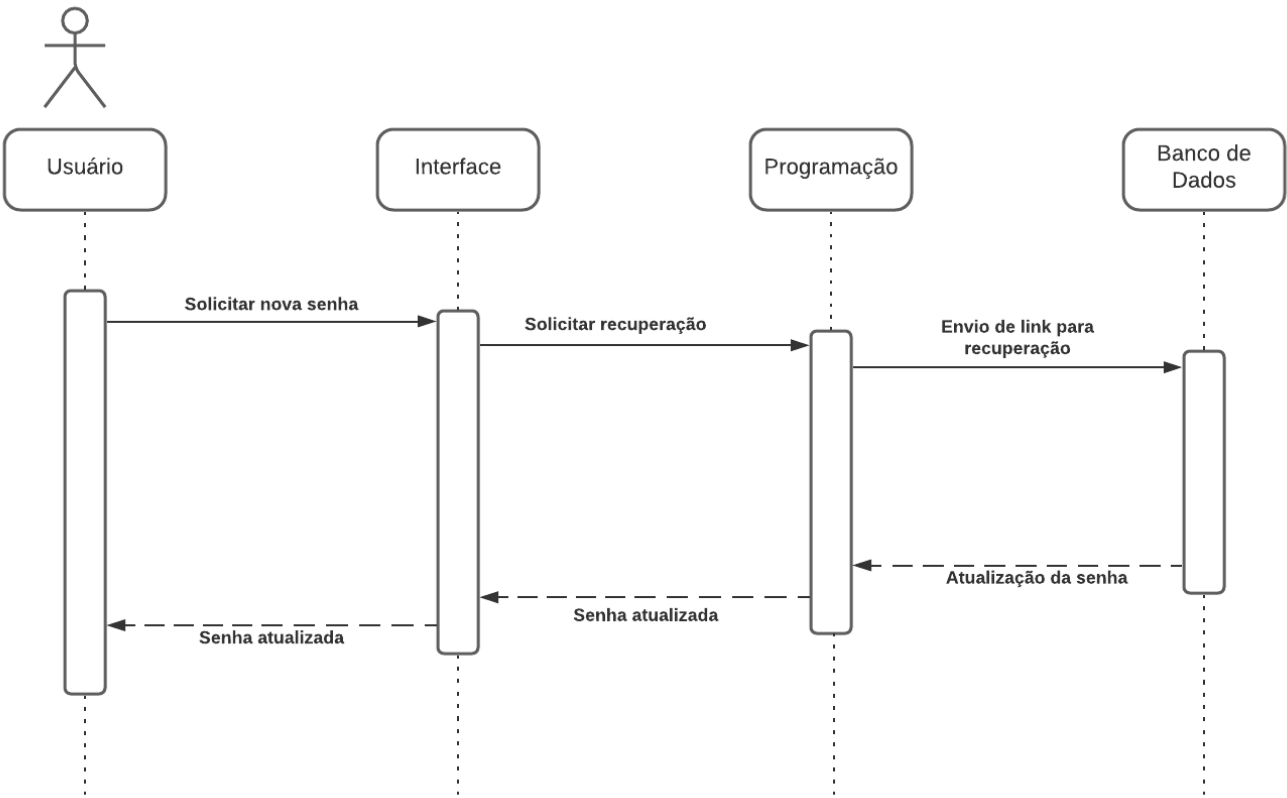 Usuário
Interface
Programação
Banco de
Dados
Solicitar nova senha
Solicitar recuperação
Envio de link para
recuperação
Atualização da senha
Senha atualizada
Senha atualizada